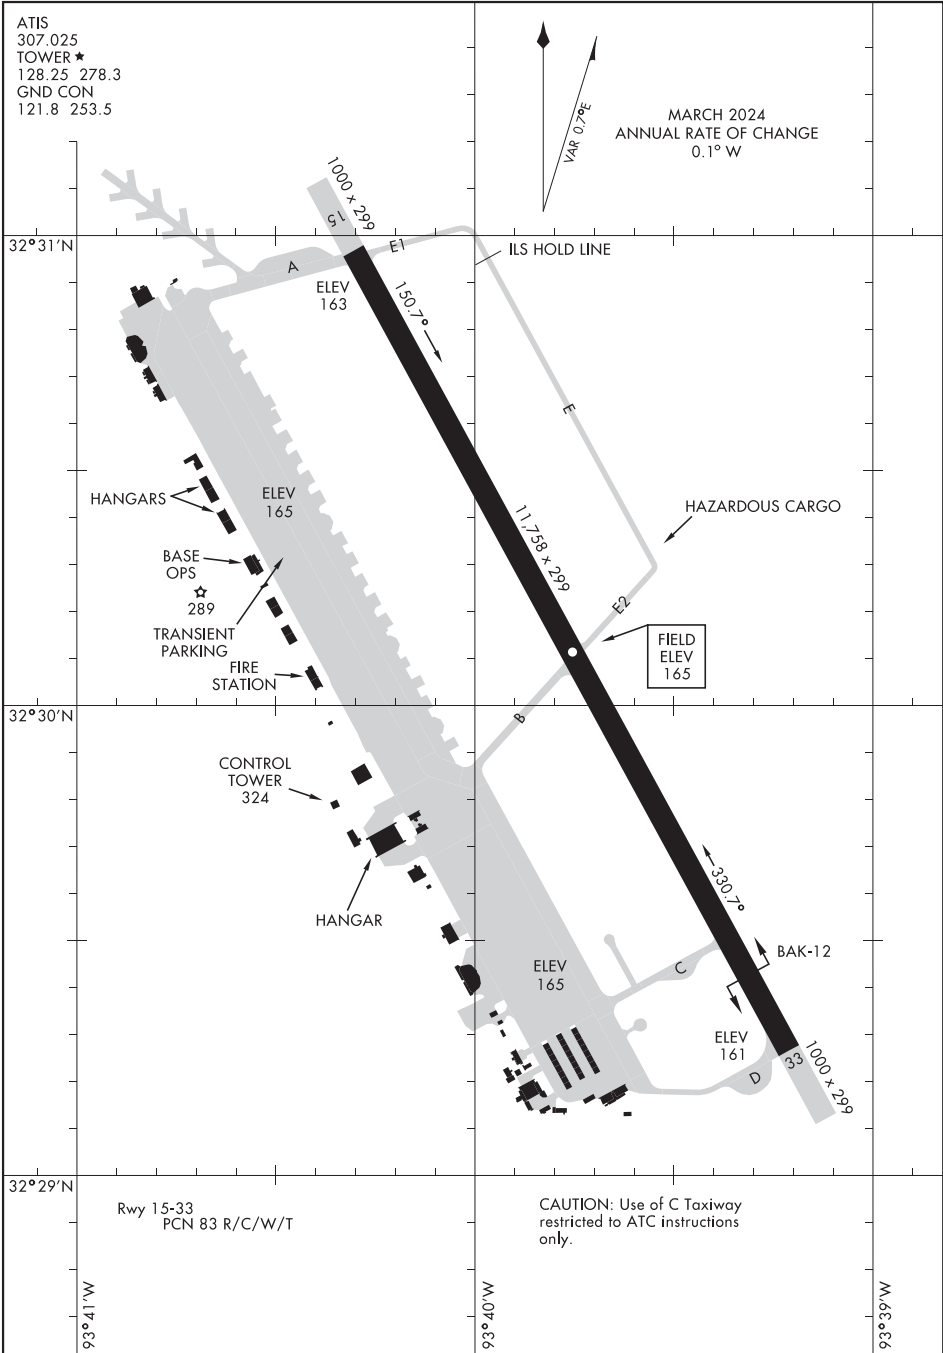 ATIS
307.025
TOWER ★
128.25 278.3
GND CON
121.8 253.5
VAR 0.7°E
MARCH 2024
ANNUAL RATE OF CHANGE
0.1° W
1000 x 299
15
32°31'N
A
E1
ILS HOLD LINE
ELEV
163
150.7°
E
HANGARS
ELEV
165
HAZARDOUS CARGO
11,758 x 299
BASE
OPS
289
E2
TRANSIENT
PARKING
FIELD
ELEV
165
FIRE
STATION
32°30'N
B
CONTROL
TOWER
324
330.7°
HANGAR
BAK-12
ELEV
165
C
ELEV
161
33
1000 x 299
D
32°29'N
Rwy 15-33
PCN 83 R/C/W/T
CAUTION: Use of C Taxiway
restricted to ATC instructions
only.
93°41'W
93°40'W
93°39'W